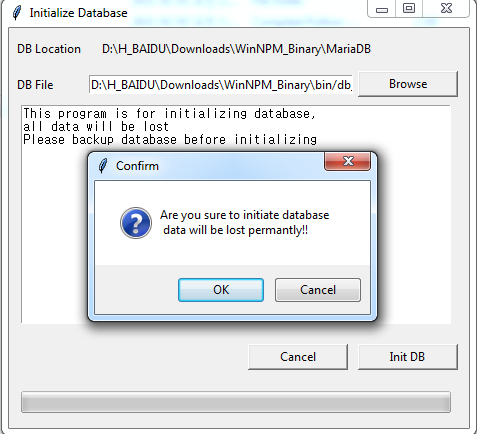 Initialize Database
DB Location D:\H_BAIDU\Downloads\WinNPM_Binary\MariaDB
DB File D:\H_BAIDU\Downloads\WinNPM_Binary\bin/db_ Browse
This program is for initializing database,
all data will be lost
Please backup database before initializing
Confirm
Are you sure to initiate database
data will be lost permantly!!
OK Cancel
Cancel Init DB